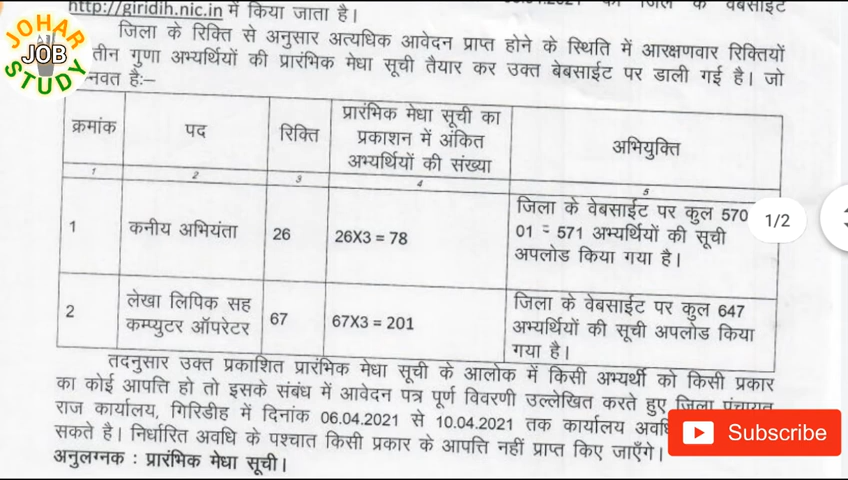 http://giridih.nic.in में किया जाता है।
जिला के वेबसाईट
जिला के रिक्ति से अनुसार अत्यधिक आवेदन प्राप्त होने के स्थिति में आरक्षणवार रिक्तियों
तीन गुणा अभ्यर्थियों की प्रारंभिक मेधा सूची तैयार कर उक्त बेबसाईट पर डाली गई है। जो
है:–
JOHAR
JOB
STUDY
क्रमांक पद रिक्ति प्रारंभिक मेधा सूची का
प्रकाशन में अंकित
अभ्यर्थियों की संख्या
अभियुक्ति
1 2 3 4 5
1 कनीय अभियंता 26 26X3 = 78
जिला के वेबसाईट पर कुल 570
01 = 571 अभ्यर्थियों की सूची
अपलोड किया गया है।
1/2
2 लेखा लिपिक सह
कम्प्युटर ऑपरेटर 67 67X3 = 201
जिला के वेबसाईट पर कुल 647
अभ्यर्थियों की सूची अपलोड किया
गया है।
तदनुसार उक्त प्रकाशित प्रारंभिक मेधा सूची के आलोक में किसी अभ्यर्थी को किसी प्रकार
का कोई आपत्ति हो तो इसके संबंध में आवेदन पत्र पूर्ण विवरणी उल्लेखित करते हुए जिला पंचायत
राज कार्यालय, गिरिडीह में दिनांक 06.04.2021 से 10.04.2021 तक कार्यालय
सकते है। निर्धारित अवधि के पश्चात किसी प्रकार के आपत्ति नहीं प्राप्त किए जाएँगे।
अनुलग्नक : प्रारंभिक मेधा सूची।
Subscribe